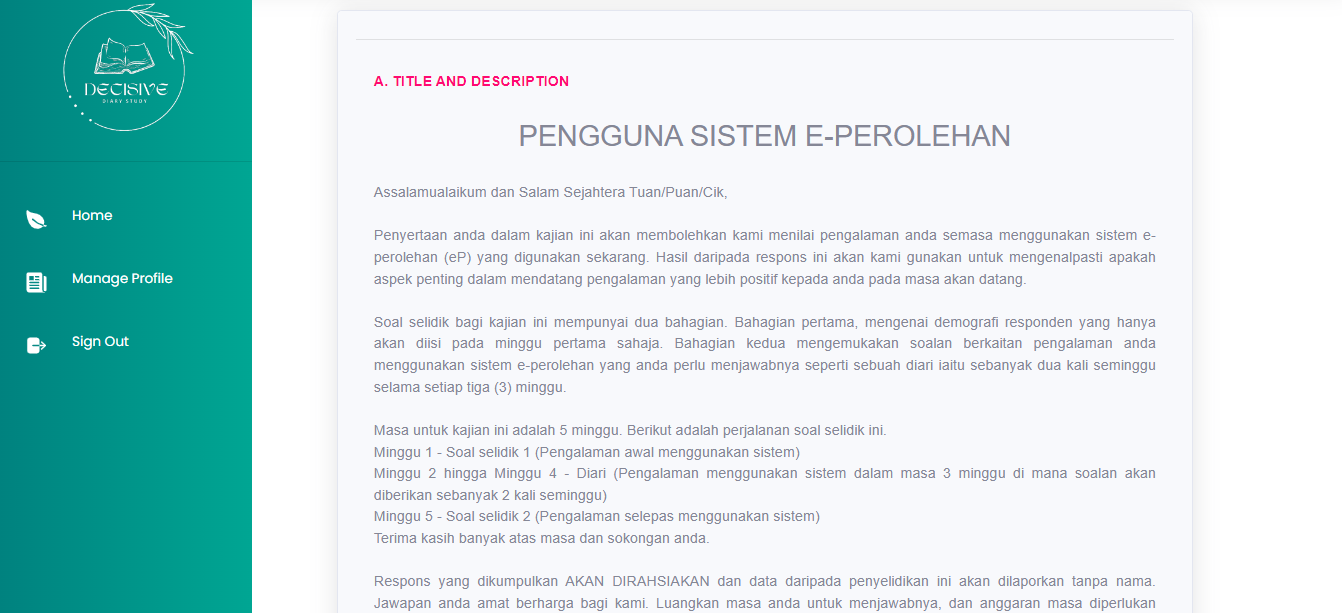 DECISIVE
DIARY STUDY
Home
Manage Profile
Sign Out
A. TITLE AND DESCRIPTION
PENGGUNA SISTEM E-PEROLEHAN
Assalamualaikum dan Salam Sejahtera Tuan/Puan/Cik,
Penyertaan anda dalam kajian ini akan membolehkan kami menilai pengalaman anda semasa menggunakan sistem e-
perolehan (eP) yang digunakan sekarang. Hasil daripada respons ini akan kami gunakan untuk mengenalpasti apakah
aspek penting dalam mendatang pengalaman yang lebih positif kepada anda pada masa akan datang.
Soal selidik bagi kajian ini mempunyai dua bahagian. Bahagian pertama, mengenai demografi responden yang hanya
akan diisi pada minggu pertama sahaja. Bahagian kedua mengemukakan soalan berkaitan pengalaman anda
menggunakan sistem e-perolehan yang anda perlu menjawabnya seperti sebuah diari iaitu sebanyak dua kali seminggu
selama setiap tiga (3) minggu.
Masa untuk kajian ini adalah 5 minggu. Berikut adalah perjalanan soal selidik ini.
Minggu 1 - Soal selidik 1 (Pengalaman awal menggunakan sistem)
Minggu 2 hingga Minggu 4 - Diari (Pengalaman menggunakan sistem dalam masa 3 minggu di mana soalan akan
diberikan sebanyak 2 kali seminggu)
Minggu 5 - Soal selidik 2 (Pengalaman selepas menggunakan sistem)
Terima kasih banyak atas masa dan sokongan anda.
Respons yang dikumpulkan AKAN DIRAHSIAKAN dan data daripada penyelidikan ini akan dilaporkan tanpa nama.
Jawapan anda amat berharga bagi kami. Luangkan masa anda untuk menjawabnya, dan anggaran masa diperlukan